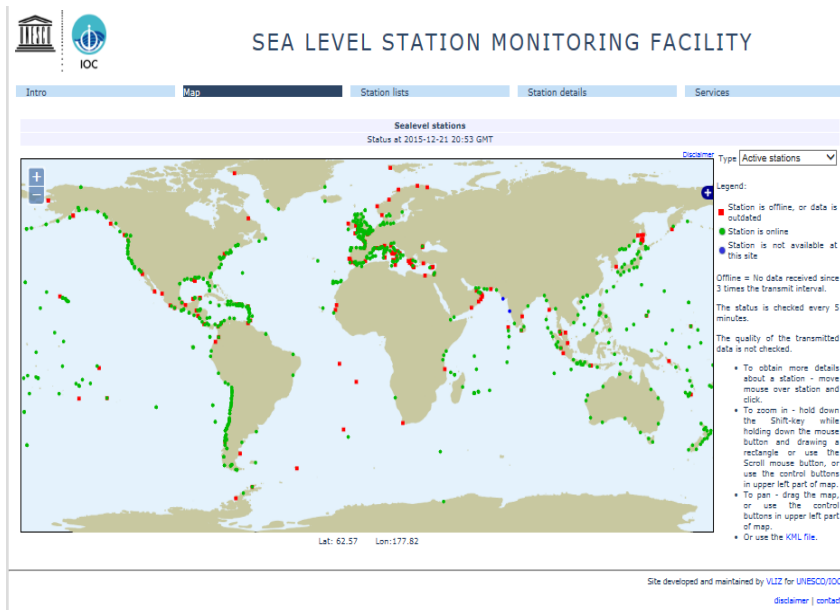 IOC
SEA LEVEL STATION MONITORING FACILITY
Intro
Map
Station lists
Station details
Services
Sealevel stations
Status at 2015-12-21 20:53 GMT
Disclaimer
Type Active stations
+
−
+
Legend:
Station is offline, or data is
outdated
Station is online
Station is not available at
this site
Offline = No data received since
3 times the transmit interval.
The status is checked every 5
minutes.
The quality of the transmitted
data is not checked.
• To obtain more details
about a station - move
mouse over station and
click.
• To zoom in - hold down
the Shift-key while
holding down the mouse
button and drawing a
rectangle or use the
Scroll mouse button, or
use the control buttons
in upper left part of map.
• To pan - drag the map,
or use the control
buttons in upper left part
of map.
• Or use the KML file.
Lat: 62.57 Lon:177.82
Site developed and maintained by VLIZ for UNESCO/IOC
disclaimer | contact